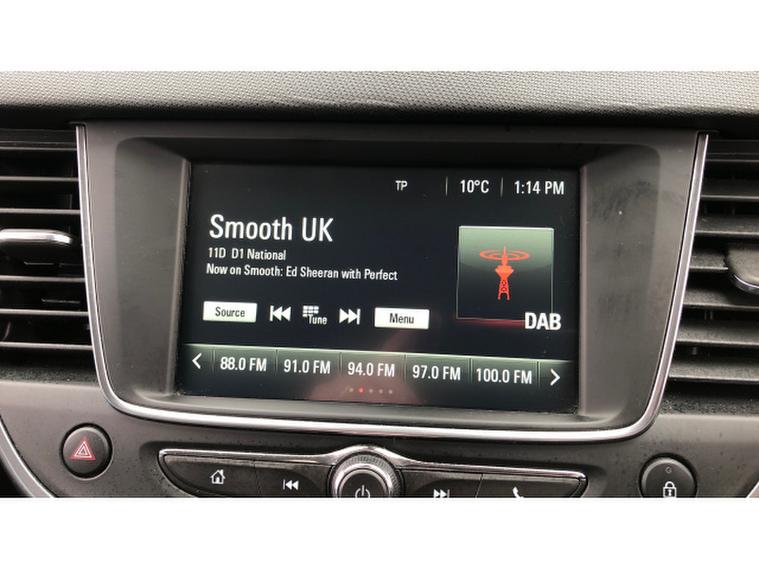 TP 10°C 1:14 PM
Smooth UK
11D D1 National
Now on Smooth: Ed Sheeran with Perfect
Source Tune Menu
DAB
88.0 FM 91.0 FM 94.0 FM 97.0 FM 100.0 FM